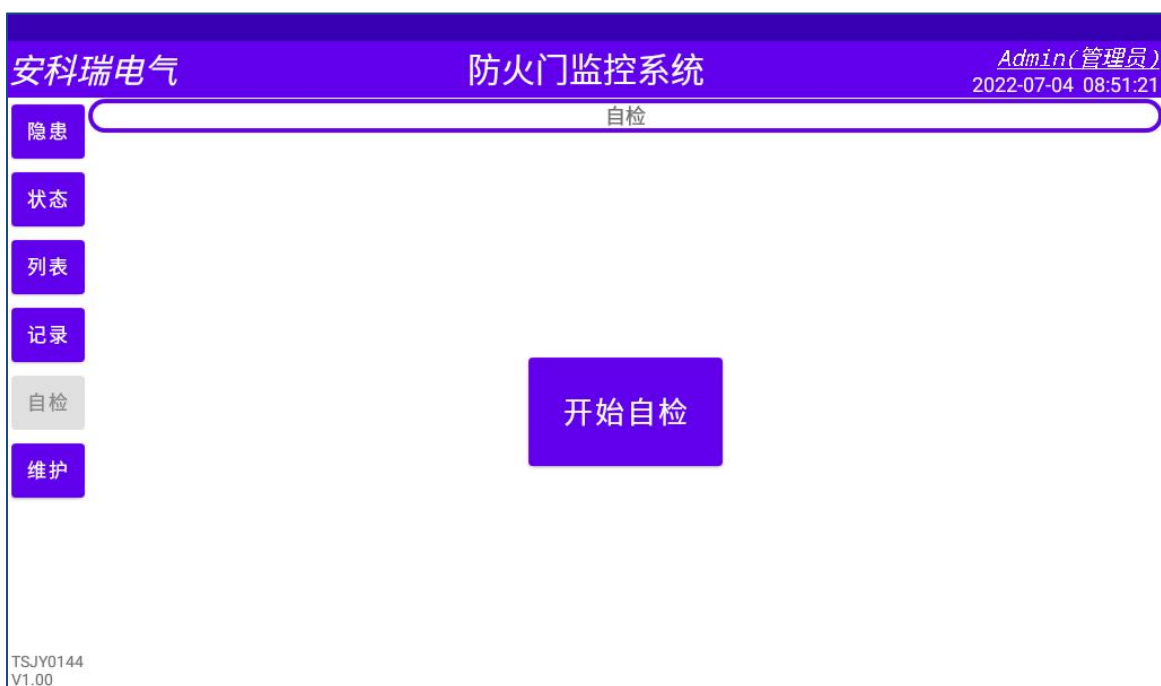 安科瑞电气
防火门监控系统
Admin(管理员)
2022-07-04 08:51:21
自检
隐患
状态
列表
记录
自检
维护
开始自检
TSJY0144
V1.00